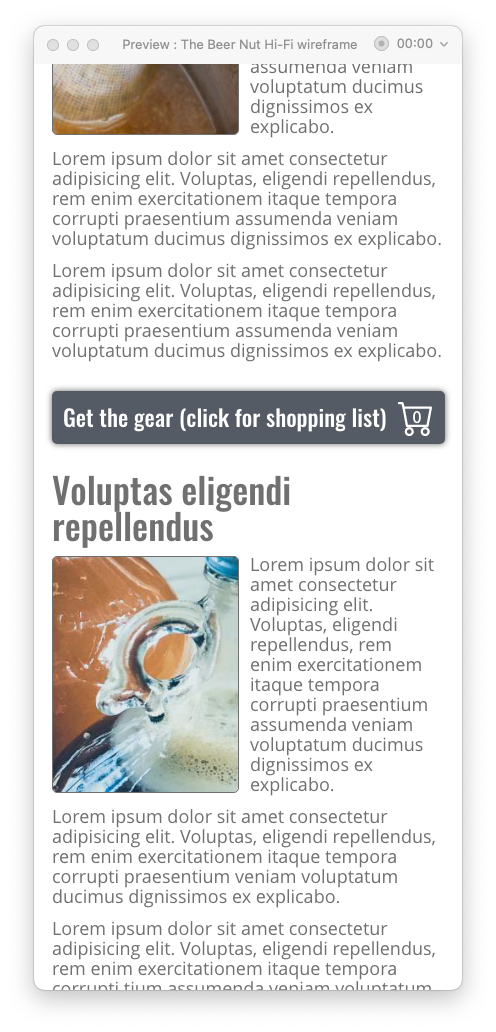 Preview : The Beer Nut Hi-Fi wireframe 00:00
assumenda veniam
voluptatum ducimus
dignissimos ex
explicabo.
Lorem ipsum dolor sit amet consectetur
adipisicing elit. Voluptas, eligendi repellendus,
rem enim exercitationem itaque tempora
corrupti praesentium assumenda veniam
voluptatum ducimus dignissimos ex explicabo.
Lorem ipsum dolor sit amet consectetur
adipisicing elit. Voluptas, eligendi repellendus,
rem enim exercitationem itaque tempora
corrupti praesentium assumenda veniam
voluptatum ducimus dignissimos ex explicabo.
Get the gear (click for shopping list) 0
Voluptas eligendi
repellendus
Lorem ipsum dolor sit
amet consectetur
adipisicing elit.
Voluptas, eligendi
repellendus, rem
enim exercitationem
itaque tempora
corrupti praesentium
assumenda veniam
voluptatum ducimus
dignissimos ex
explicabo.
Lorem ipsum dolor sit amet consectetur
adipisicing elit. Voluptas, eligendi repellendus,
rem enim exercitationem itaque tempora
corrupti praesentium veniam voluptatum
ducimus dignissimos ex explicabo.
Lorem ipsum dolor sit amet consectetur
adipisicing elit. Voluptas, eligendi repellendus,
rem enim exercitationem itaque tempora
corrupti tium assumenda veniam voluptatum